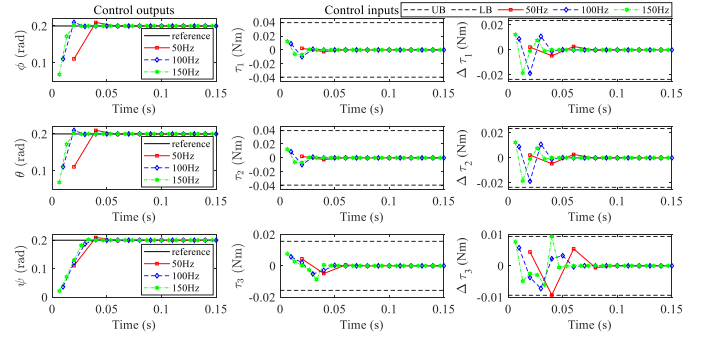 Control outputs
Control inputs
UB LB 50Hz 100Hz 150Hz
0.2
0.1
0
0 0.05 0.1 0.15
ϕ (rad)
Time (s)
reference
50Hz
100Hz
150Hz
0.04
0.02
0
-0.02
-0.04
0 0.05 0.1 0.15
τ1 (Nm)
Time (s)
0.02
0
-0.02
0 0.05 0.1 0.15
Δ τ1 (Nm)
Time (s)
0.2
0.1
0 0.05 0.1 0.15
θ (rad)
Time (s)
reference
50Hz
100Hz
150Hz
0.04
0.02
0
-0.02
-0.04
0 0.05 0.1 0.15
τ2 (Nm)
Time (s)
0.02
0
-0.02
0 0.05 0.1 0.15
Δ τ2 (Nm)
Time (s)
0.2
0.1
0
0 0.05 0.1 0.15
ψ (rad)
Time (s)
reference
50Hz
100Hz
150Hz
0.02
0
-0.02
0 0.05 0.1 0.15
τ3 (Nm)
Time (s)
0.01
0
-0.01
0 0.05 0.1 0.15
Δ τ3 (Nm)
Time (s)